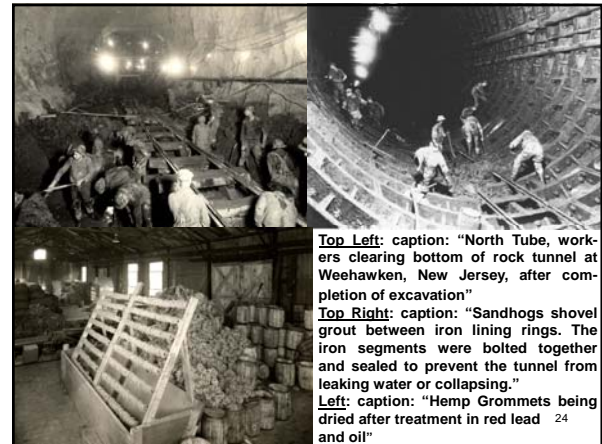 Top Left: caption: “North Tube, work-
ers clearing bottom of rock tunnel at
Weehawken, New Jersey, after com-
pletion of excavation”
Top Right: caption: “Sandhogs shovel
grout between iron lining rings. The
iron segments were bolted together
and sealed to prevent the tunnel from
leaking water or collapsing.”
Left: caption: “Hemp Grommets being
dried after treatment in red lead 24
and oil”